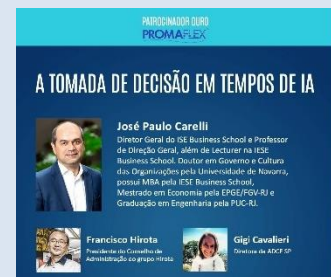 PATROCINADOR OURO
PROMAFLEX
A TOMADA DE DECISÃO EM TEMPOS DE IA
José Paulo Carelli
Diretor Geral do ISE Business School e Professor
de Direção Geral, além de Lecturer na IESE
Business School. Doutor em Governo e Cultura
das Organizações pela Universidade de Navarra,
possui MBA pela IESE Business School,
Mestrado em Economia pela EPGE/FGV-RJ e
Graduação em Engenharia pela PUC-RJ.
Francisco Hirota
Presidente do Conselho de
Administração do grupo Hirota
Gigi Cavalieri
Diretora da ADCE SP